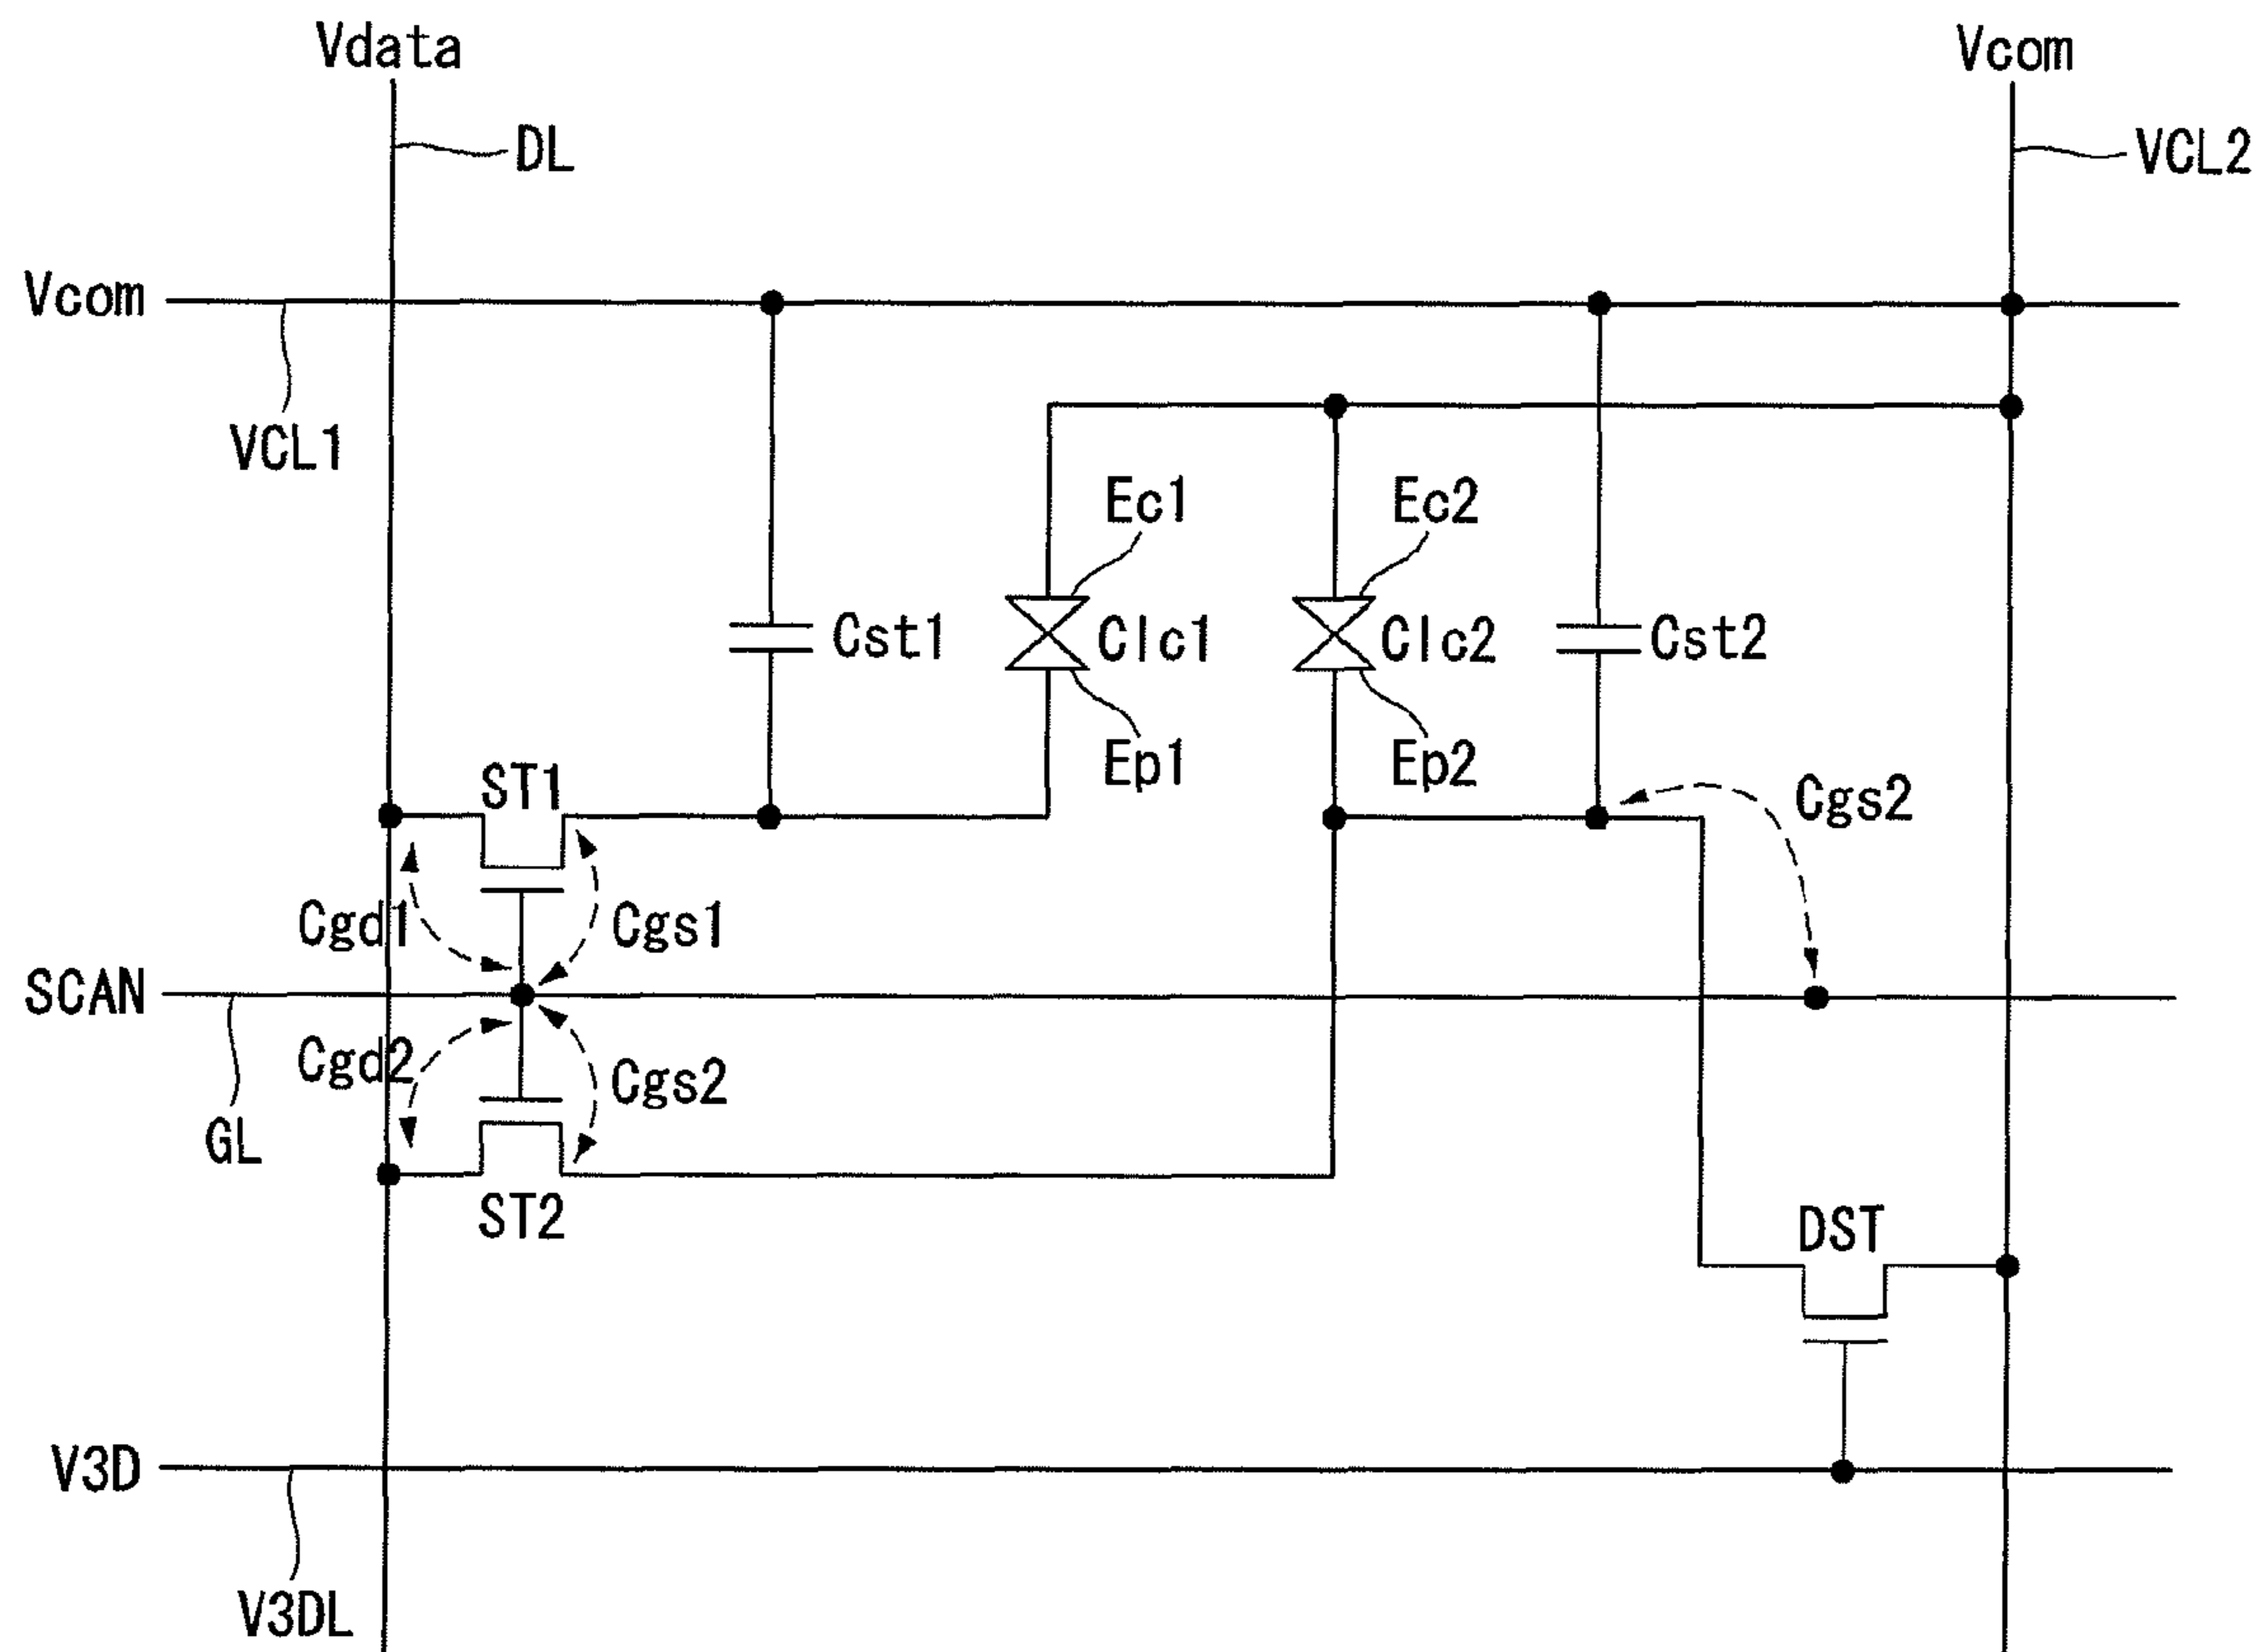 Vdata
Vcom
DL
VCL2
Vcom
VCL1
Ec1
Ec2
Cst1
Clc1
Clc2
Cst2
Ep1
Ep2
ST1
Cgs2
Cgd1
Cgs1
SCAN
Cgd2
Cgs2
GL
ST2
DST
V3D
V3DL